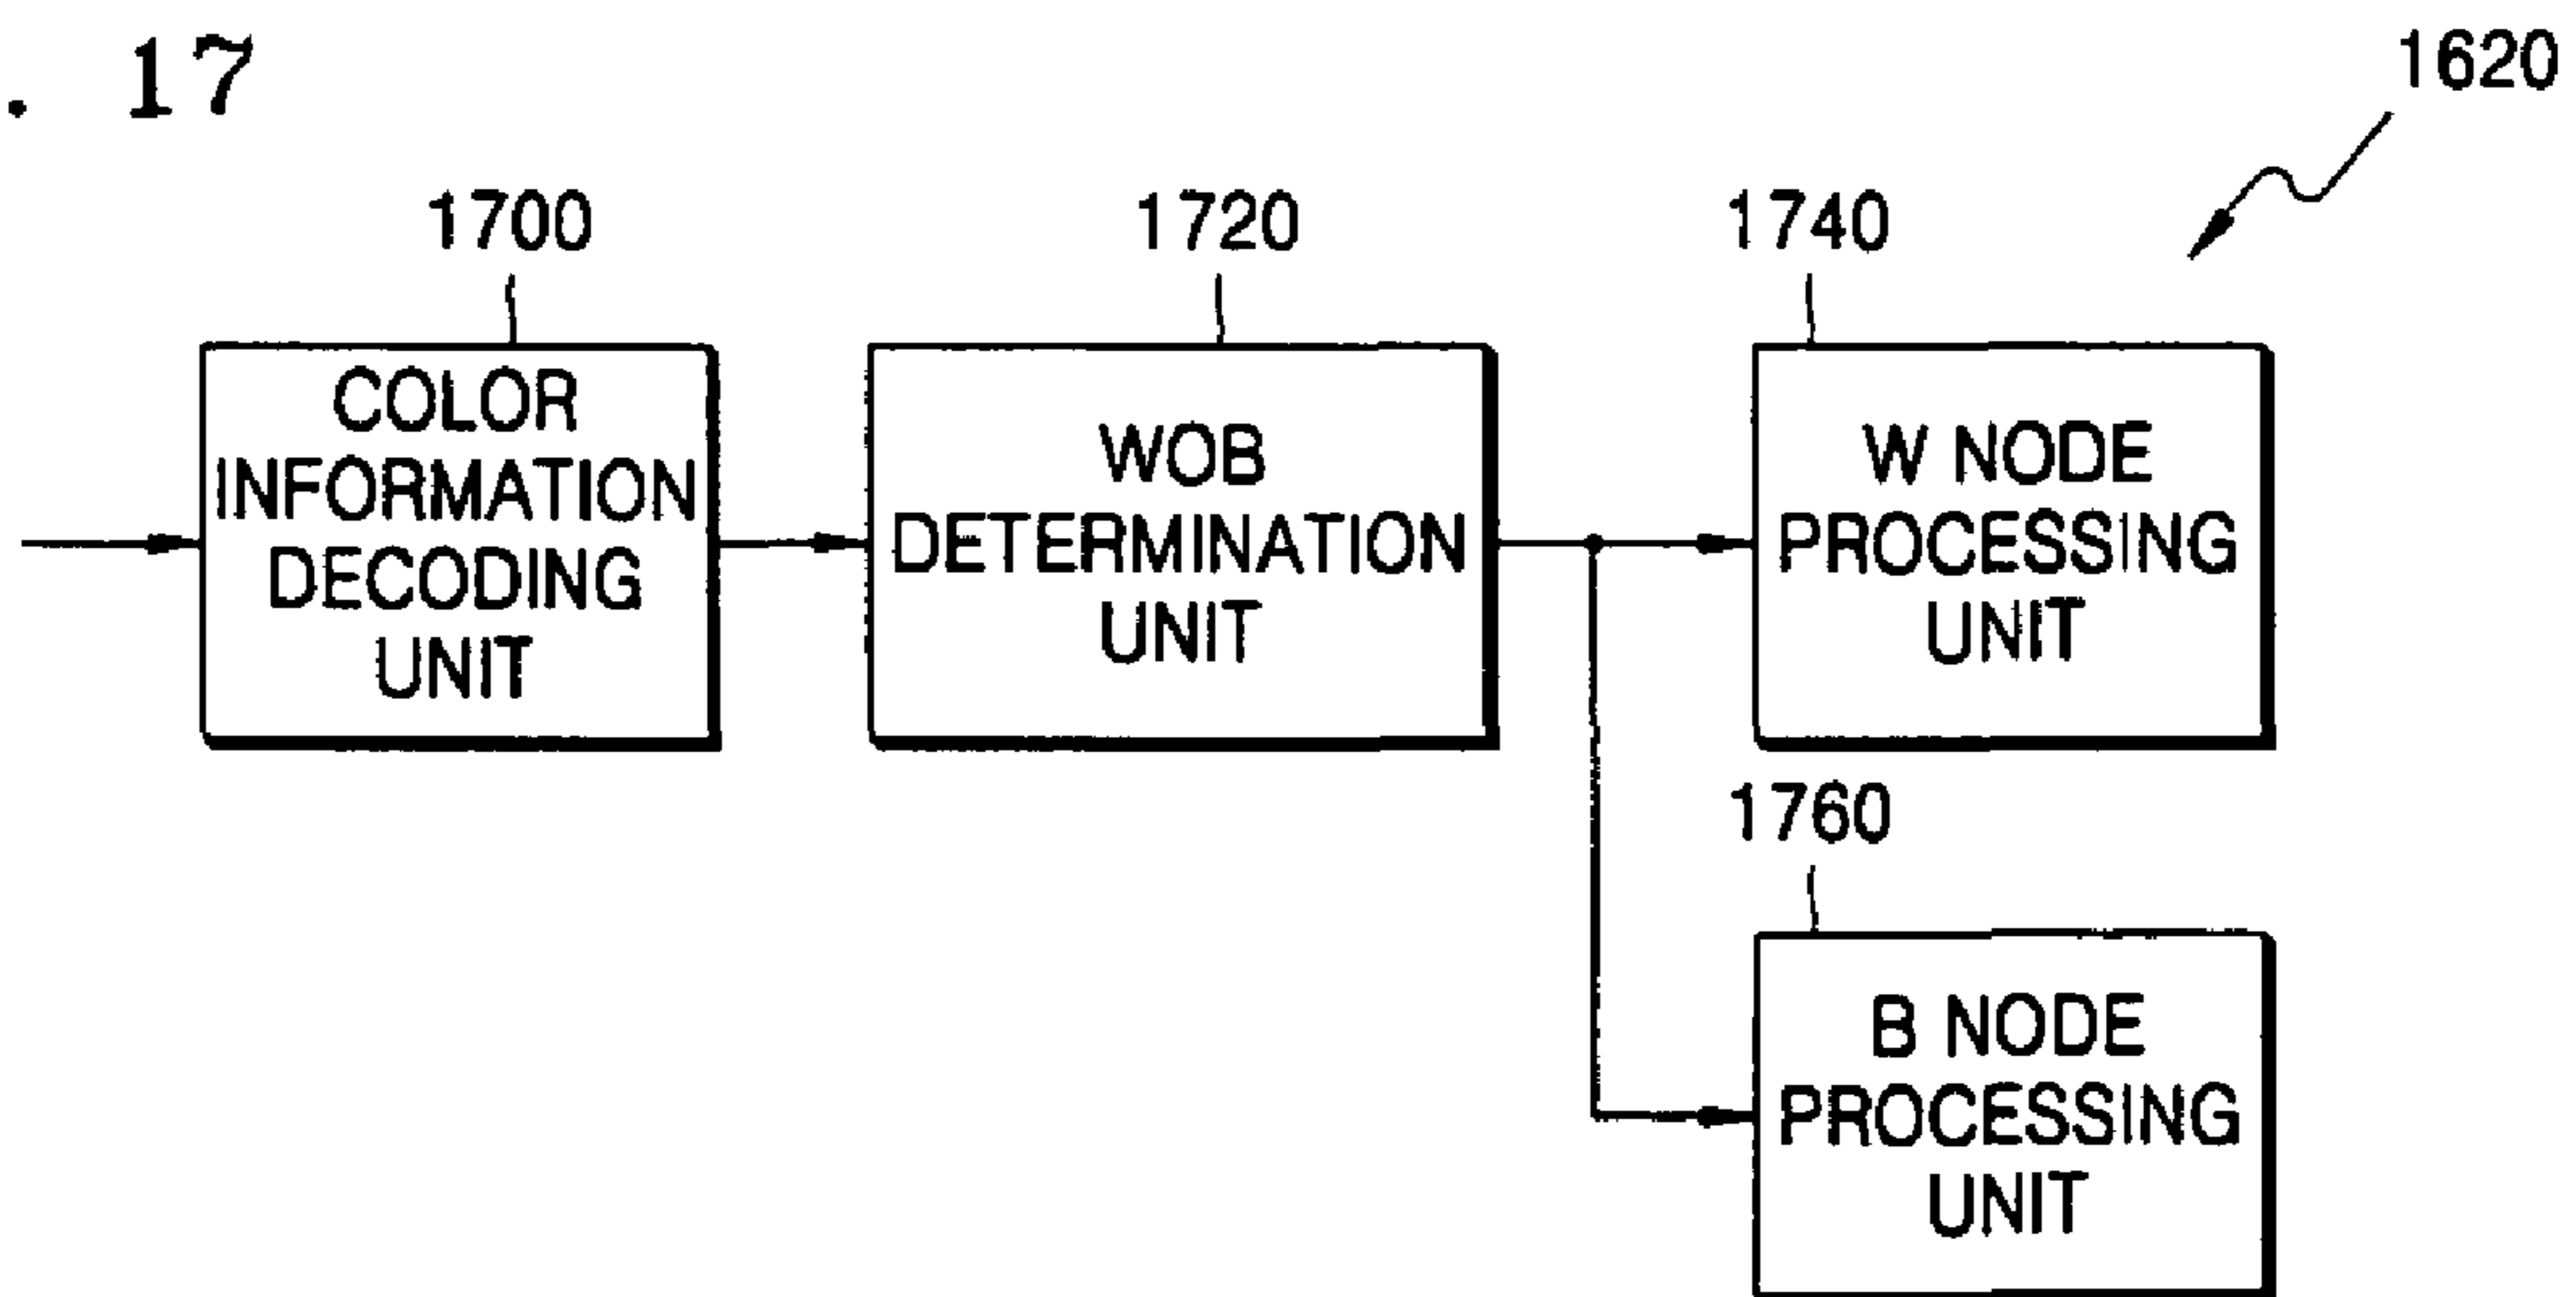 . 17
1620
1700
1720
1740
COLOR
INFORMATION
DECODING
UNIT
WOB
DETERMINATION
UNIT
W NODE
PROCESSING
UNIT
1760
B NODE
PROCESSING
UNIT